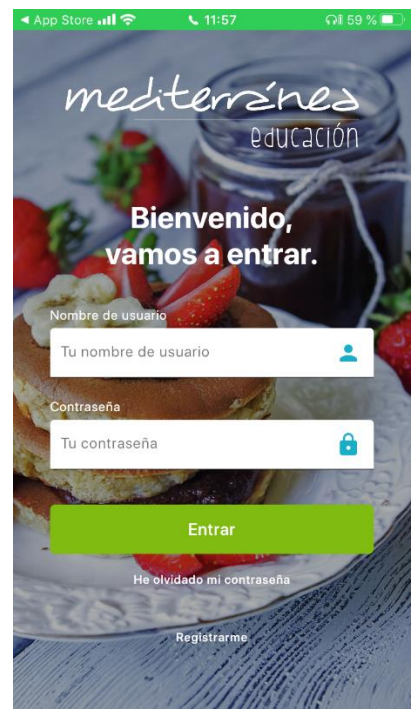 ◀ App Store 11:57 59 %
mediterránea
educación
Bienvenido,
vamos a entrar.
Nombre de usuario
Tu nombre de usuario
Contraseña
Tu contraseña
Entrar
He olvidado mi contraseña
Registrarme